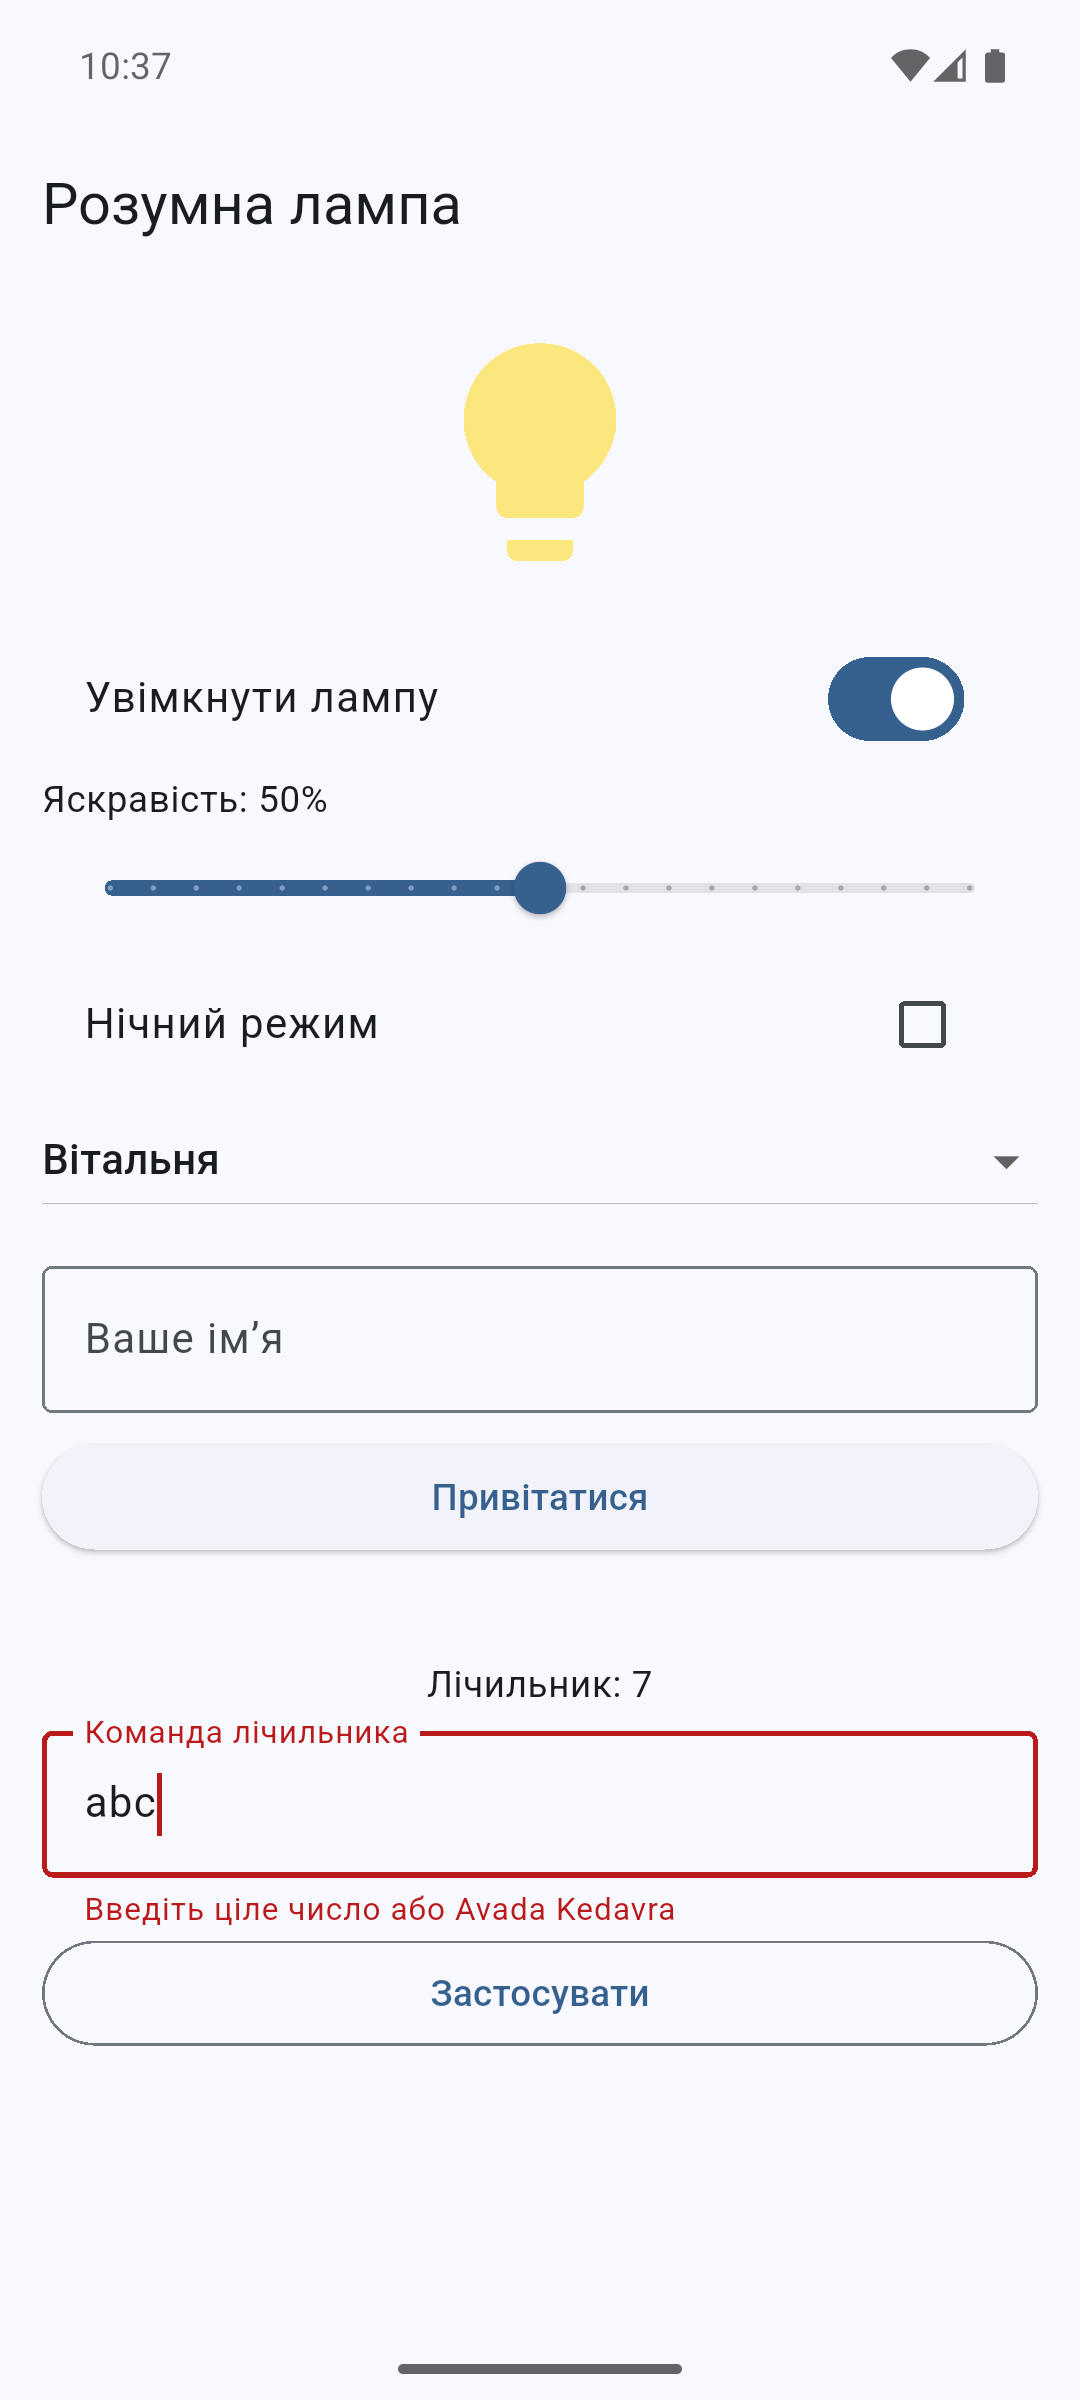 10:37
Розумна лампа
Увімкнути лампу
Яскравість: 50%
Нічний режим
Вітальня
Ваше ім’я
Привітатися
Лічильник: 7
Команда лічильника
abc
Введіть ціле число або Avada Kedavra
Застосувати